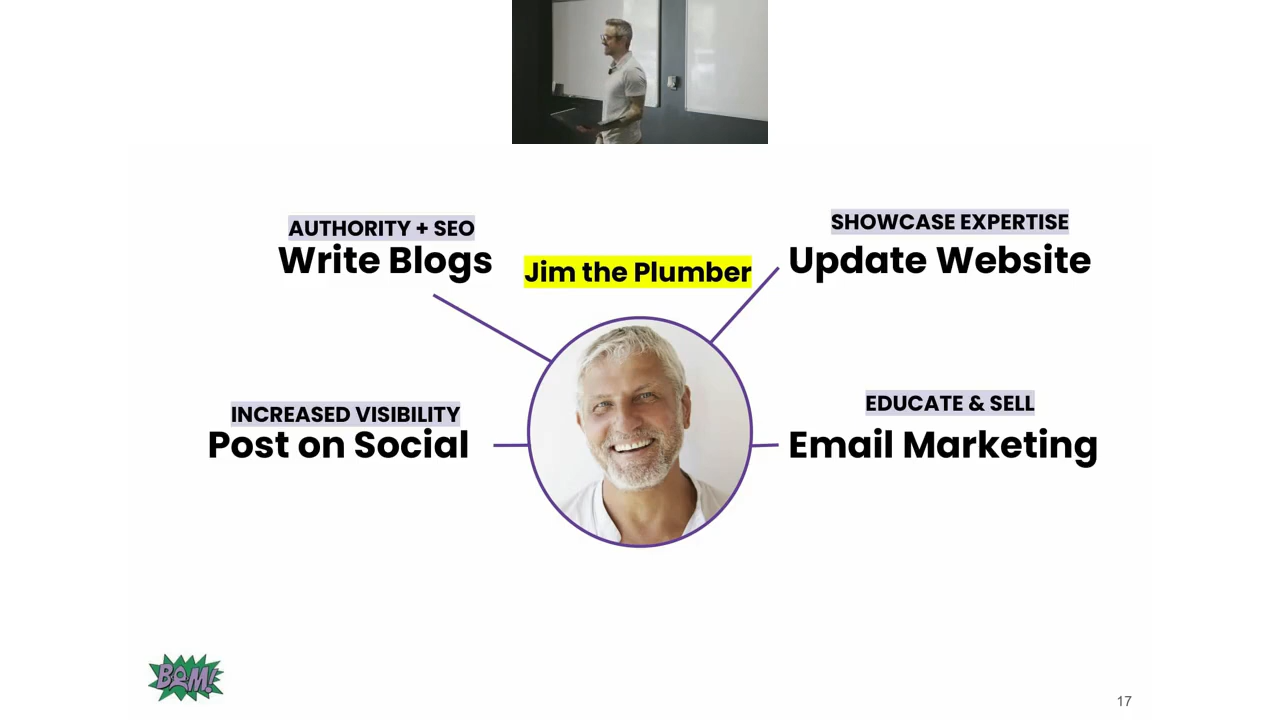 AUTHORITY + SEO
Write Blogs
Jim the Plumber
SHOWCASE EXPERTISE
Update Website
INCREASED VISIBILITY
Post on Social
EDUCATE & SELL
Email Marketing
BOM!
17